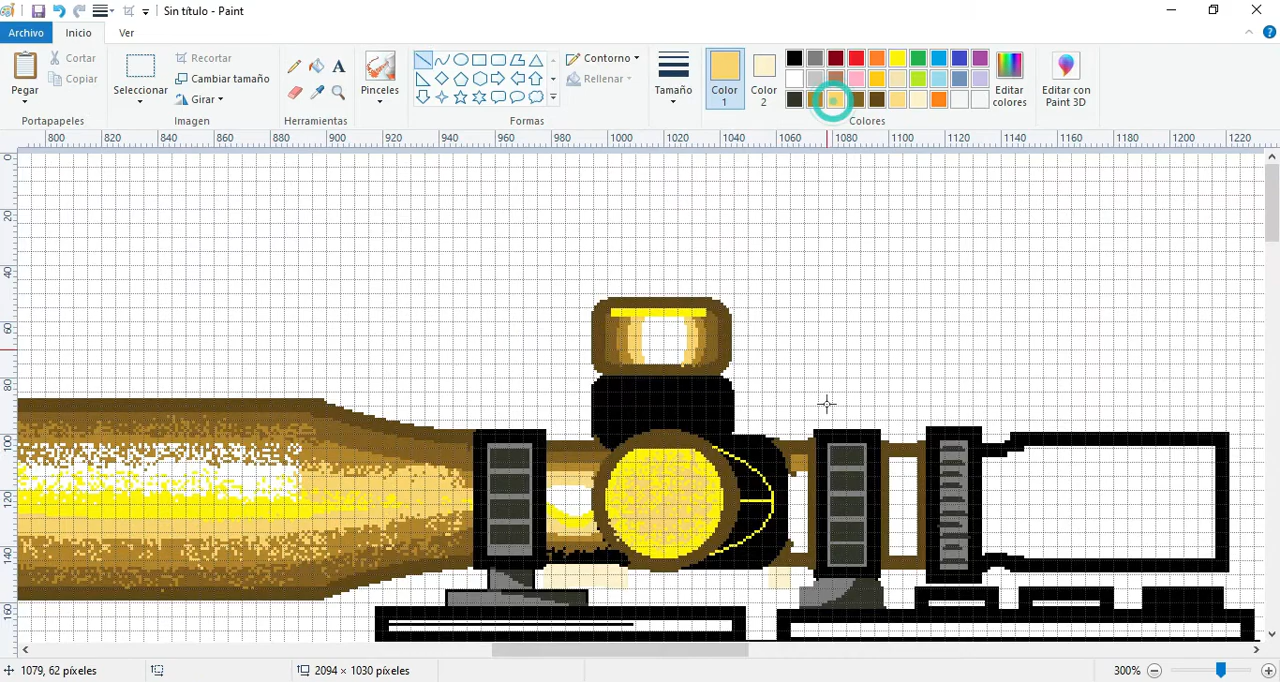 Sin título - Paint
Archivo Inicio Ver
Pegar
Cortar
Copiar
Portapapeles
Selección
Recortar
Cambiar tamaño
Girar
Imagen
A
Herramientas
Pinceles
Contorno
Rellenar
Formas
Tamaño
Color 1
Color 2
Colores
Editar colores
Editar con Paint 3D
800 820 840 860 880 900 920 940 960 980 1000 1020 1040 1060 1080 1100 1120 1140 1160 1180 1200 1220
0
20
40
60
80
100
120
140
160
1079, 62 píxeles
2094 × 1030 píxeles
300%